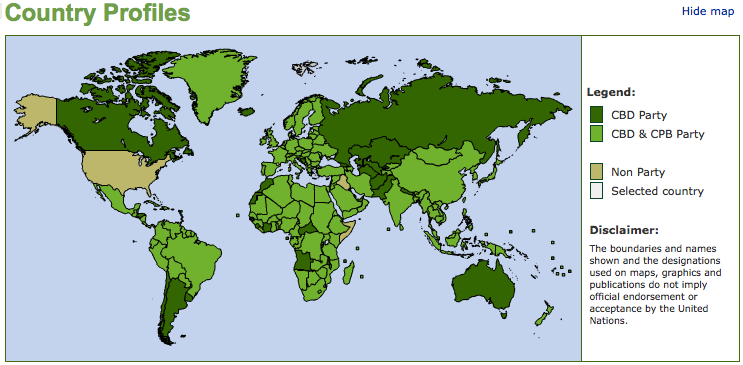 Country Profiles
Hide map
Legend:
CBD Party
CBD & CPB Party
Non Party
Selected country
Disclaimer:
The boundaries and names
shown and the designations
used on maps, graphics and
publications do not imply
official endorsement or
acceptance by the United
Nations.